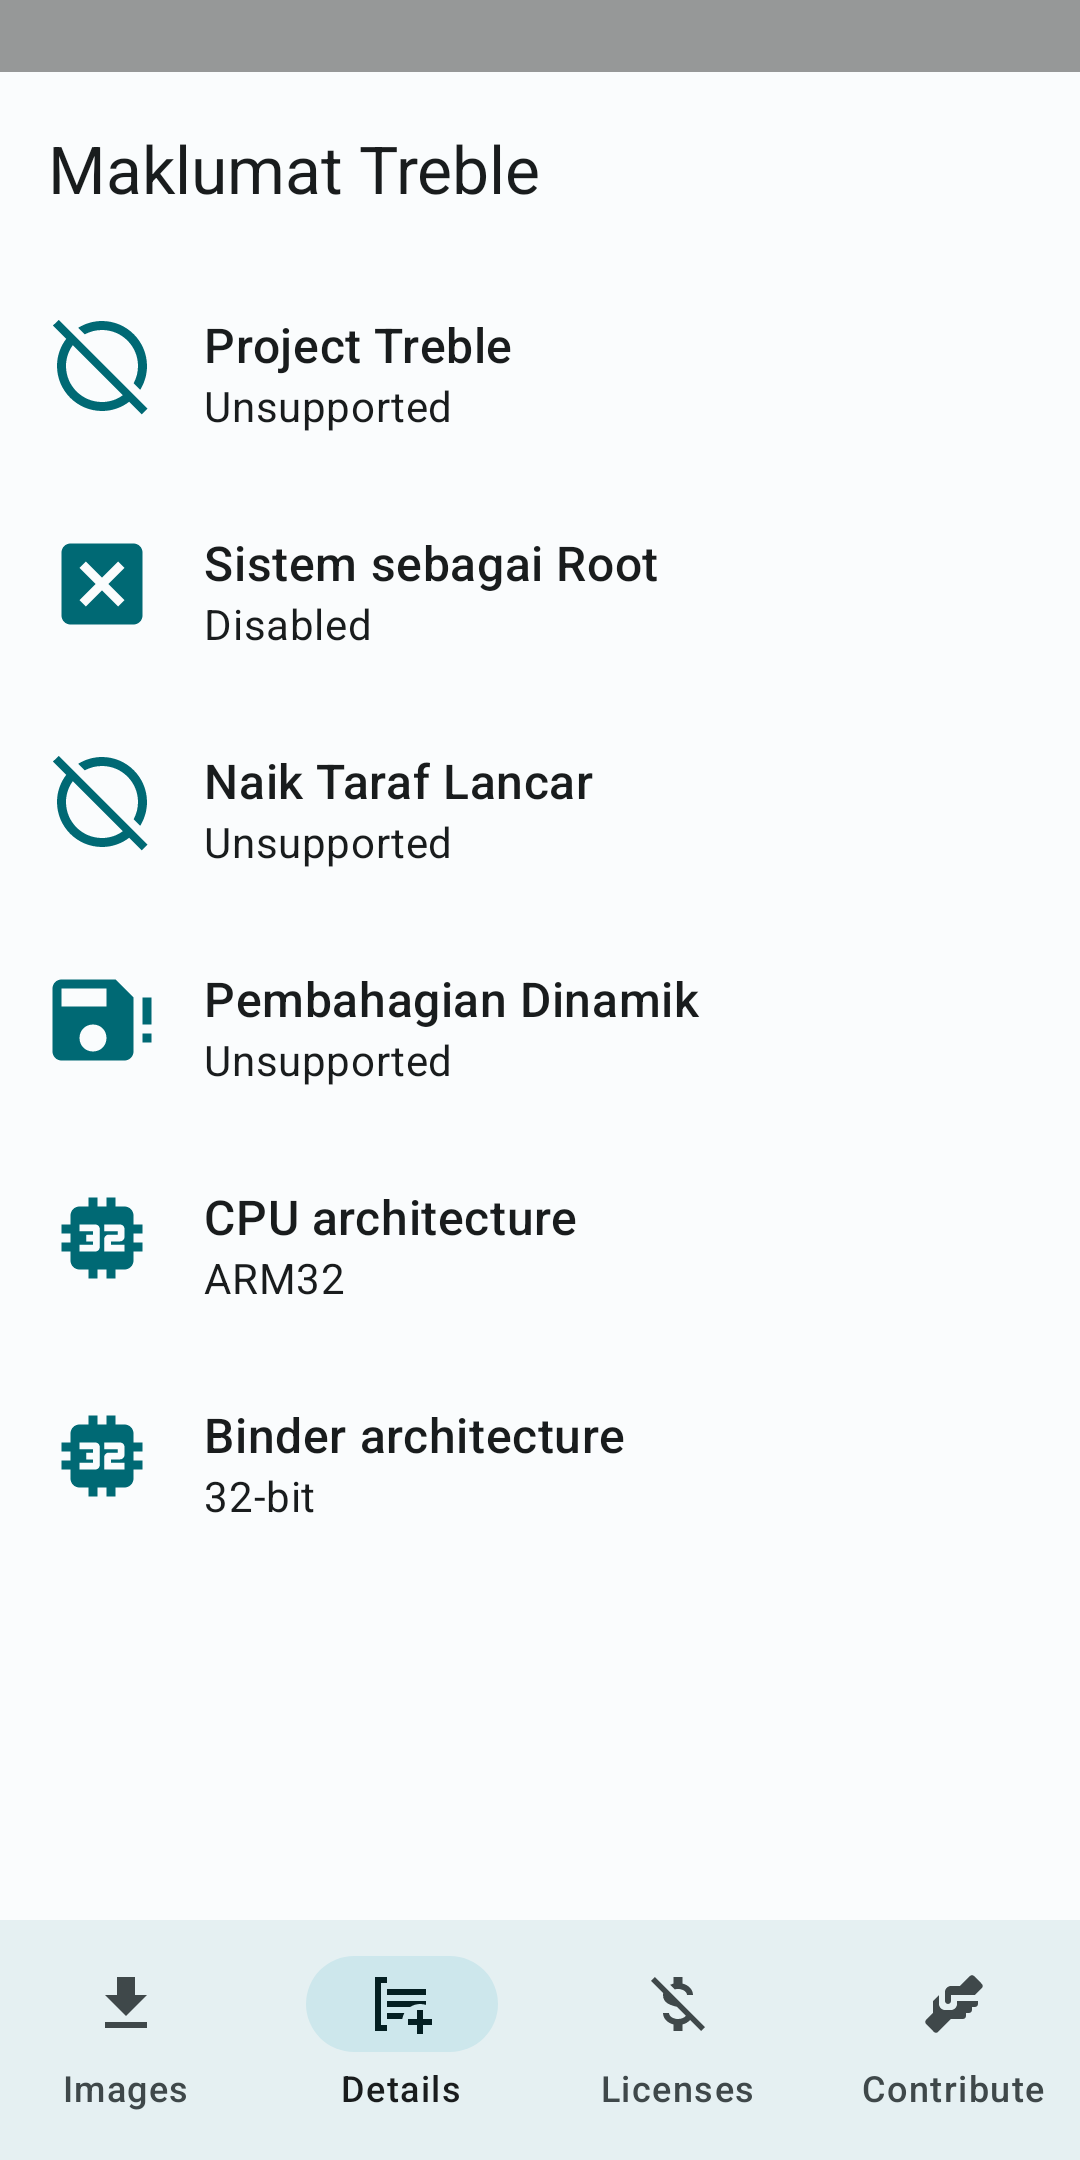 Maklumat Treble
Project Treble
Unsupported
Sistem sebagai Root
Disabled
Naik Taraf Lancar
Unsupported
Pembahagian Dinamik
Unsupported
32
CPU architecture
ARM32
32
Binder architecture
32-bit
Images
Details
Licenses
Contribute